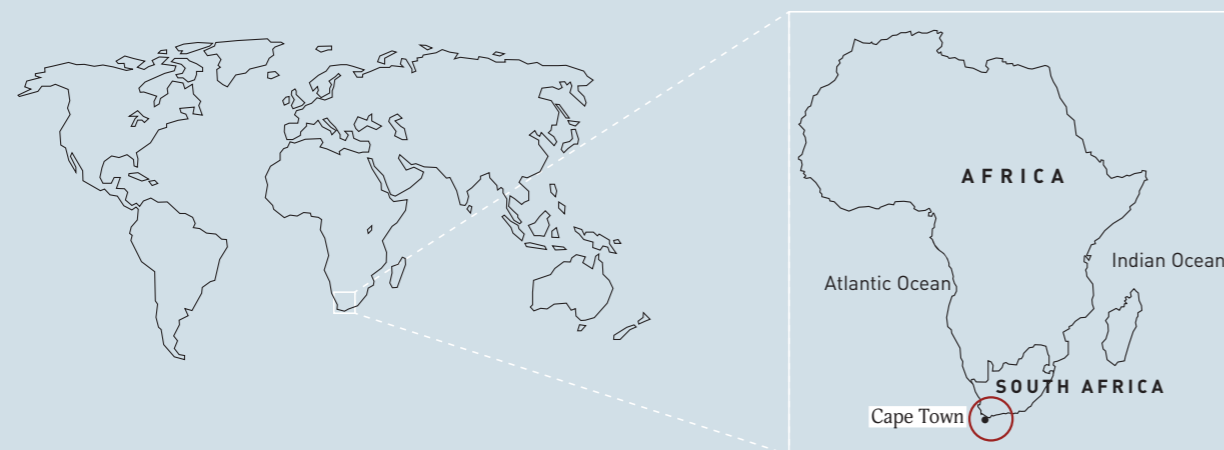 AFRICA
Indian Ocean
Atlantic Ocean
SOUTH AFRICA
Cape Town